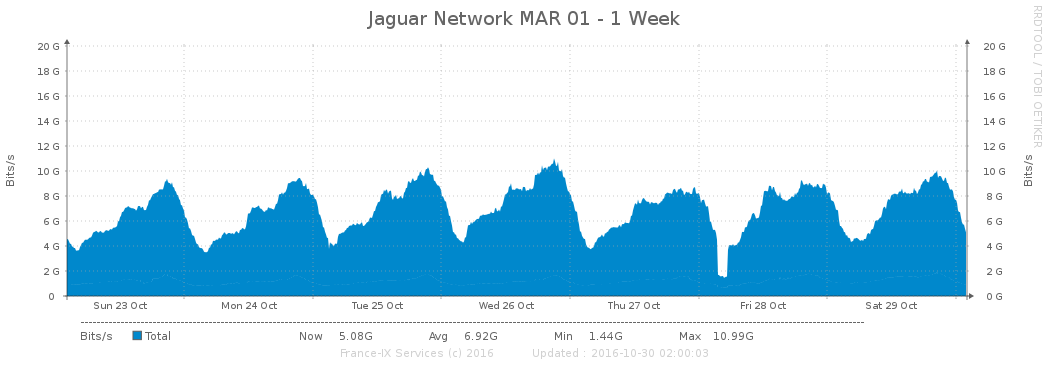 Jaguar Network MAR 01 - 1 Week
RRDTOOL / TOBI OETIKER
Bits/s
Bits/s
20 G 20 G
18 G 18 G
16 G 16 G
14 G 14 G
12 G 12 G
10 G 10 G
8 G 8 G
6 G 6 G
4 G 4 G
2 G 2 G
0 0 G
Sun 23 Oct Mon 24 Oct Tue 25 Oct Wed 26 Oct Thu 27 Oct Fri 28 Oct Sat 29 Oct
Bits/s Total Now 5.08G Avg 6.92G Min 1.44G Max 10.99G
France-IX Services (c) 2016 Updated : 2016-10-30 02:00:03